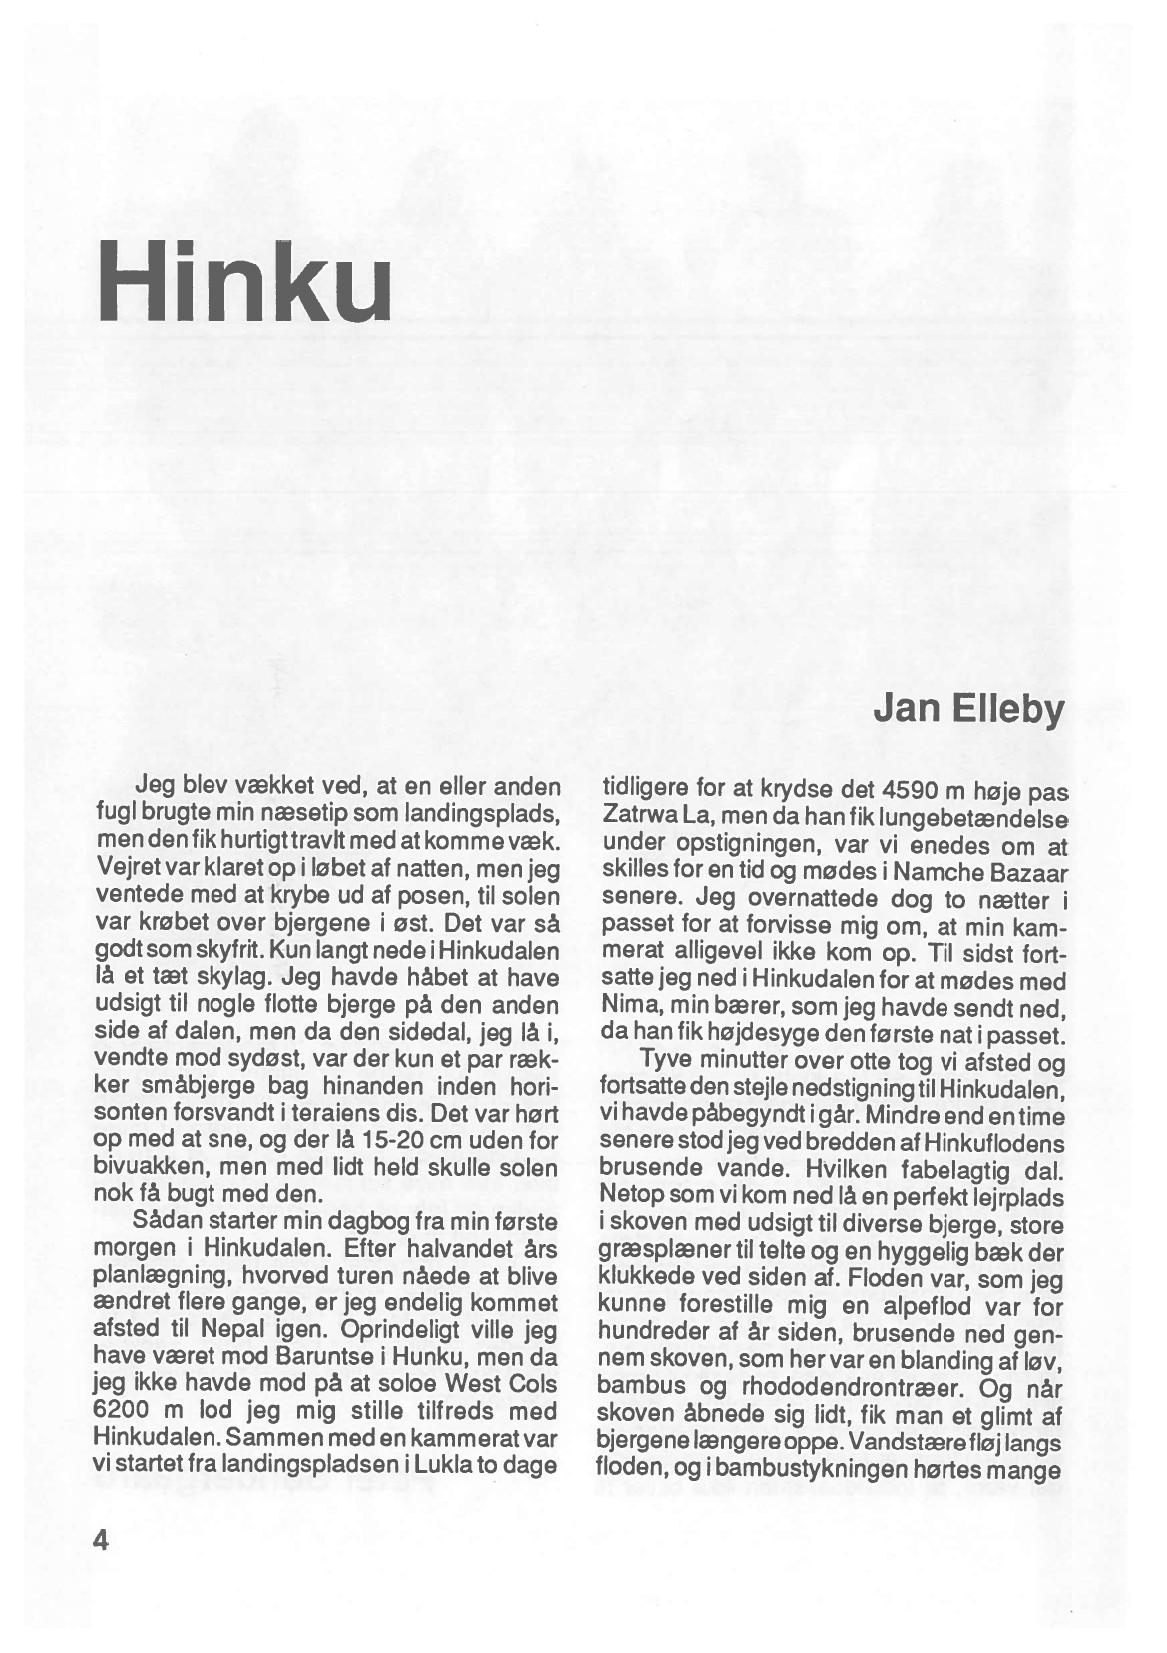 Hinku
Jan Elleby
Jeg blev vækket ved, at en eller anden
fugl brugte min næsetip som landingsplads,
men den fik hurtigt travlt med at komme væk.
Vejret var klaret op i løbet af natten, men jeg
ventede med at krybe ud af posen, til solen
var krøbet over bjergene i øst. Det var så
godt som skyfrit. Kun langt nede i Hinkudalen
lå et tæt skylag. Jeg havde håbet at have
udsigt til nogle flotte bjerge på den anden
side af dalen, men da den sidedal, jeg lå i,
vendte mod sydøst, var der kun et par ræk-
ker småbjerge bag hinanden inden hori-
sonten forsvandt i teraiens dis. Det var hørt
op med at sne, og der lå 15-20 cm uden for
bivuakken, men med lidt held skulle solen
nok få bugt med den.
Sådan starter min dagbog fra min første
morgen i Hinkudalen. Efter halvandet års
planlægning, hvorved turen nåede at blive
ændret flere gange, er jeg endelig kommet
afsted til Nepal igen. Oprindeligt ville jeg
have været mod Baruntse i Hunku, men da
jeg ikke havde mod på at soloe West Cols
6200 m lod jeg mig stille tilfreds med
Hinkudalen. Sammen med en kammerat var
vi startet fra landingspladsen i Lukla to dage
tidligere for at krydse det 4590 m høje pas
Zatrwa La, men da han fik lungebetændelse
under opstigningen, var vi enedes om at
skilles for en tid og mødes i Namche Bazaar
senere. Jeg overnattede dog to nætter i
passet for at forvisse mig om, at min kam-
merat alligevel ikke kom op. Til sidst fort-
satte jeg ned i Hinkudalen for at mødes med
Nima, min bærer, som jeg havde sendt ned,
da han fik højdesyge den første nat i passet.
Tyve minutter over otte tog vi afsted og
fortsatte den stejle nedstigning til Hinkudalen,
vi havde påbegyndt i går. Mindre end en time
senere stod jeg ved bredden af Hinkuflodens
brusende vande. Hvilken fabelagtig dal.
Netop som vi kom ned lå en perfekt lejrplads
i skoven med udsigt til diverse bjerge, store
græsplæner til telte og en hyggelig bæk der
klukkede ved siden af. Floden var, som jeg
kunne forestille mig en alpeflod var for
hundreder af år siden, brusende ned gen-
nem skoven, som her var en blanding af løv,
bambus og rhododendrontræer. Og når
skoven åbnede sig lidt, fik man et glimt af
bjergene længere oppe. Vandstære fløj langs
floden, og i bambustykningen hørtes mange
4